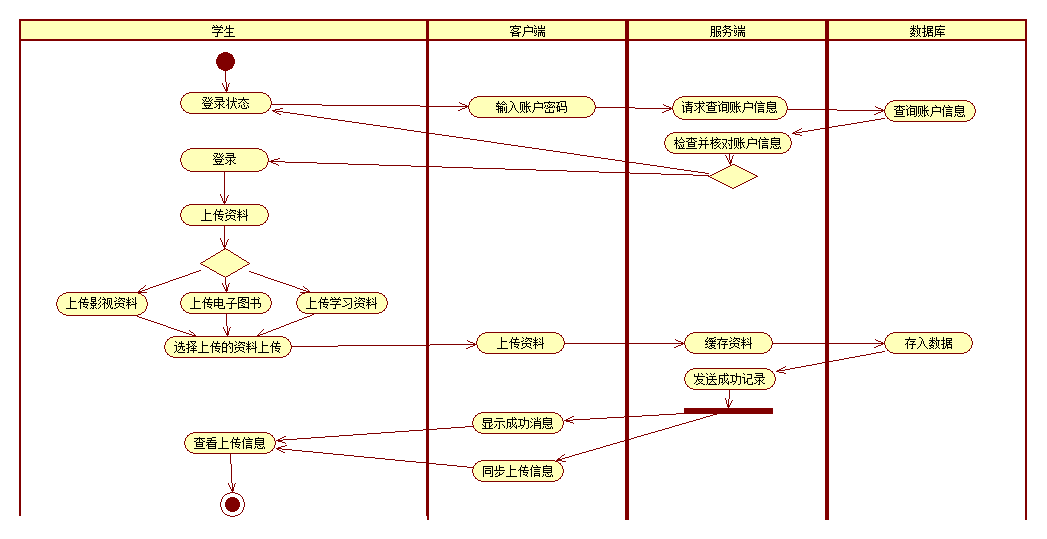 学生
客户端
服务端
数据库
登录状态
输入账户密码
请求查询账户信息
查询账户信息
检查并核对账户信息
登录
上传资料
上传影视资料
上传电子图书
上传学习资料
选择上传的资料上传
上传资料
缓存资料
存入数据
发送成功记录
显示成功消息
查看上传信息
同步上传信息